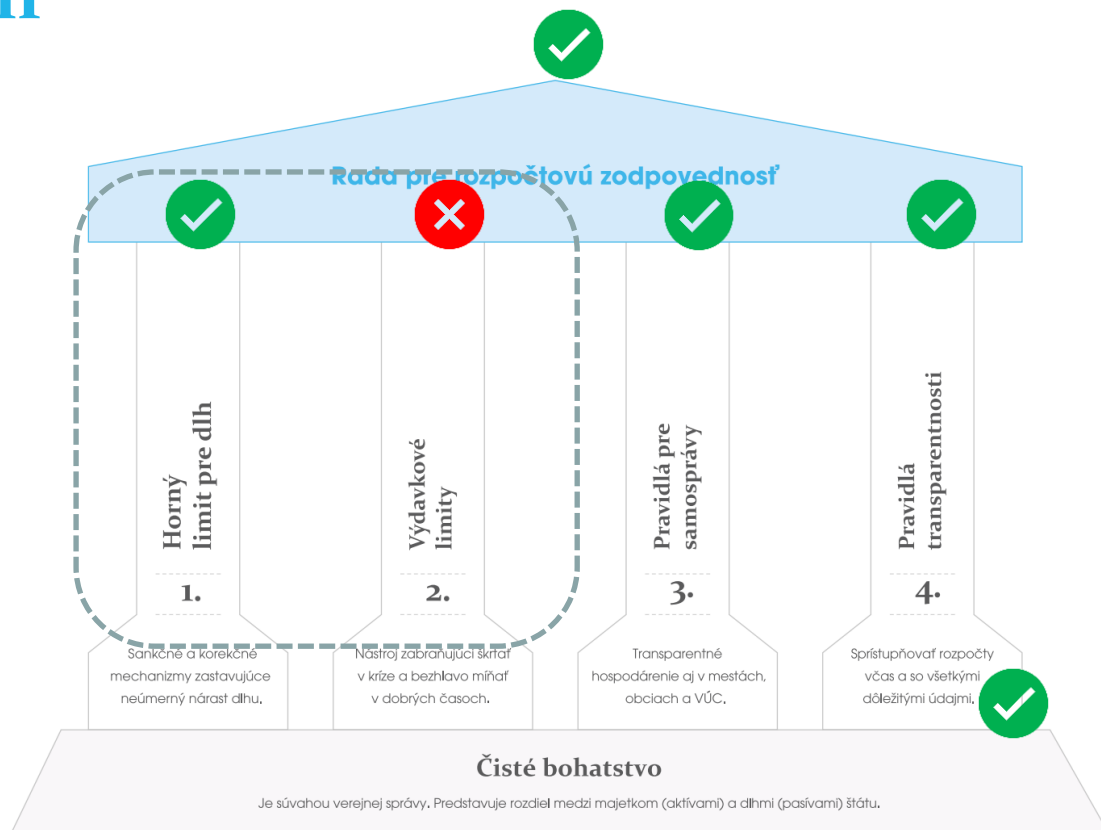 Rada pre rozpočtovú zodpovednosť
Horný
limit pre dlh
1.
Sankčné a korekčné
mechanizmy zastavujúce
neúmerný nárast dlhu.
Výdavkové
limity
2.
Nástroj zabraňujúci škrtať
v kríze a bezhlavo míňať
v dobrých časoch.
Pravidlá pre
samosprávy
3.
Transparentné
hospodárenie aj v mestách,
obciach a VÚC.
Pravidlá
transparentnosti
4.
Sprístupňovať rozpočty
včas a so všetkými
dôležitými údajmi.
Čisté bohatstvo
Je súvahou verejnej správy. Predstavuje rozdiel medzi majetkom (aktívami) a dlhmi (pasívami) štátu.